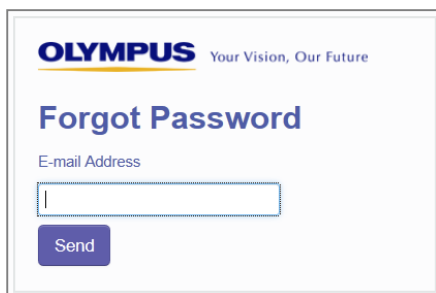 OLYMPUS Your Vision, Our Future
Forgot Password
E-mail Address
Send